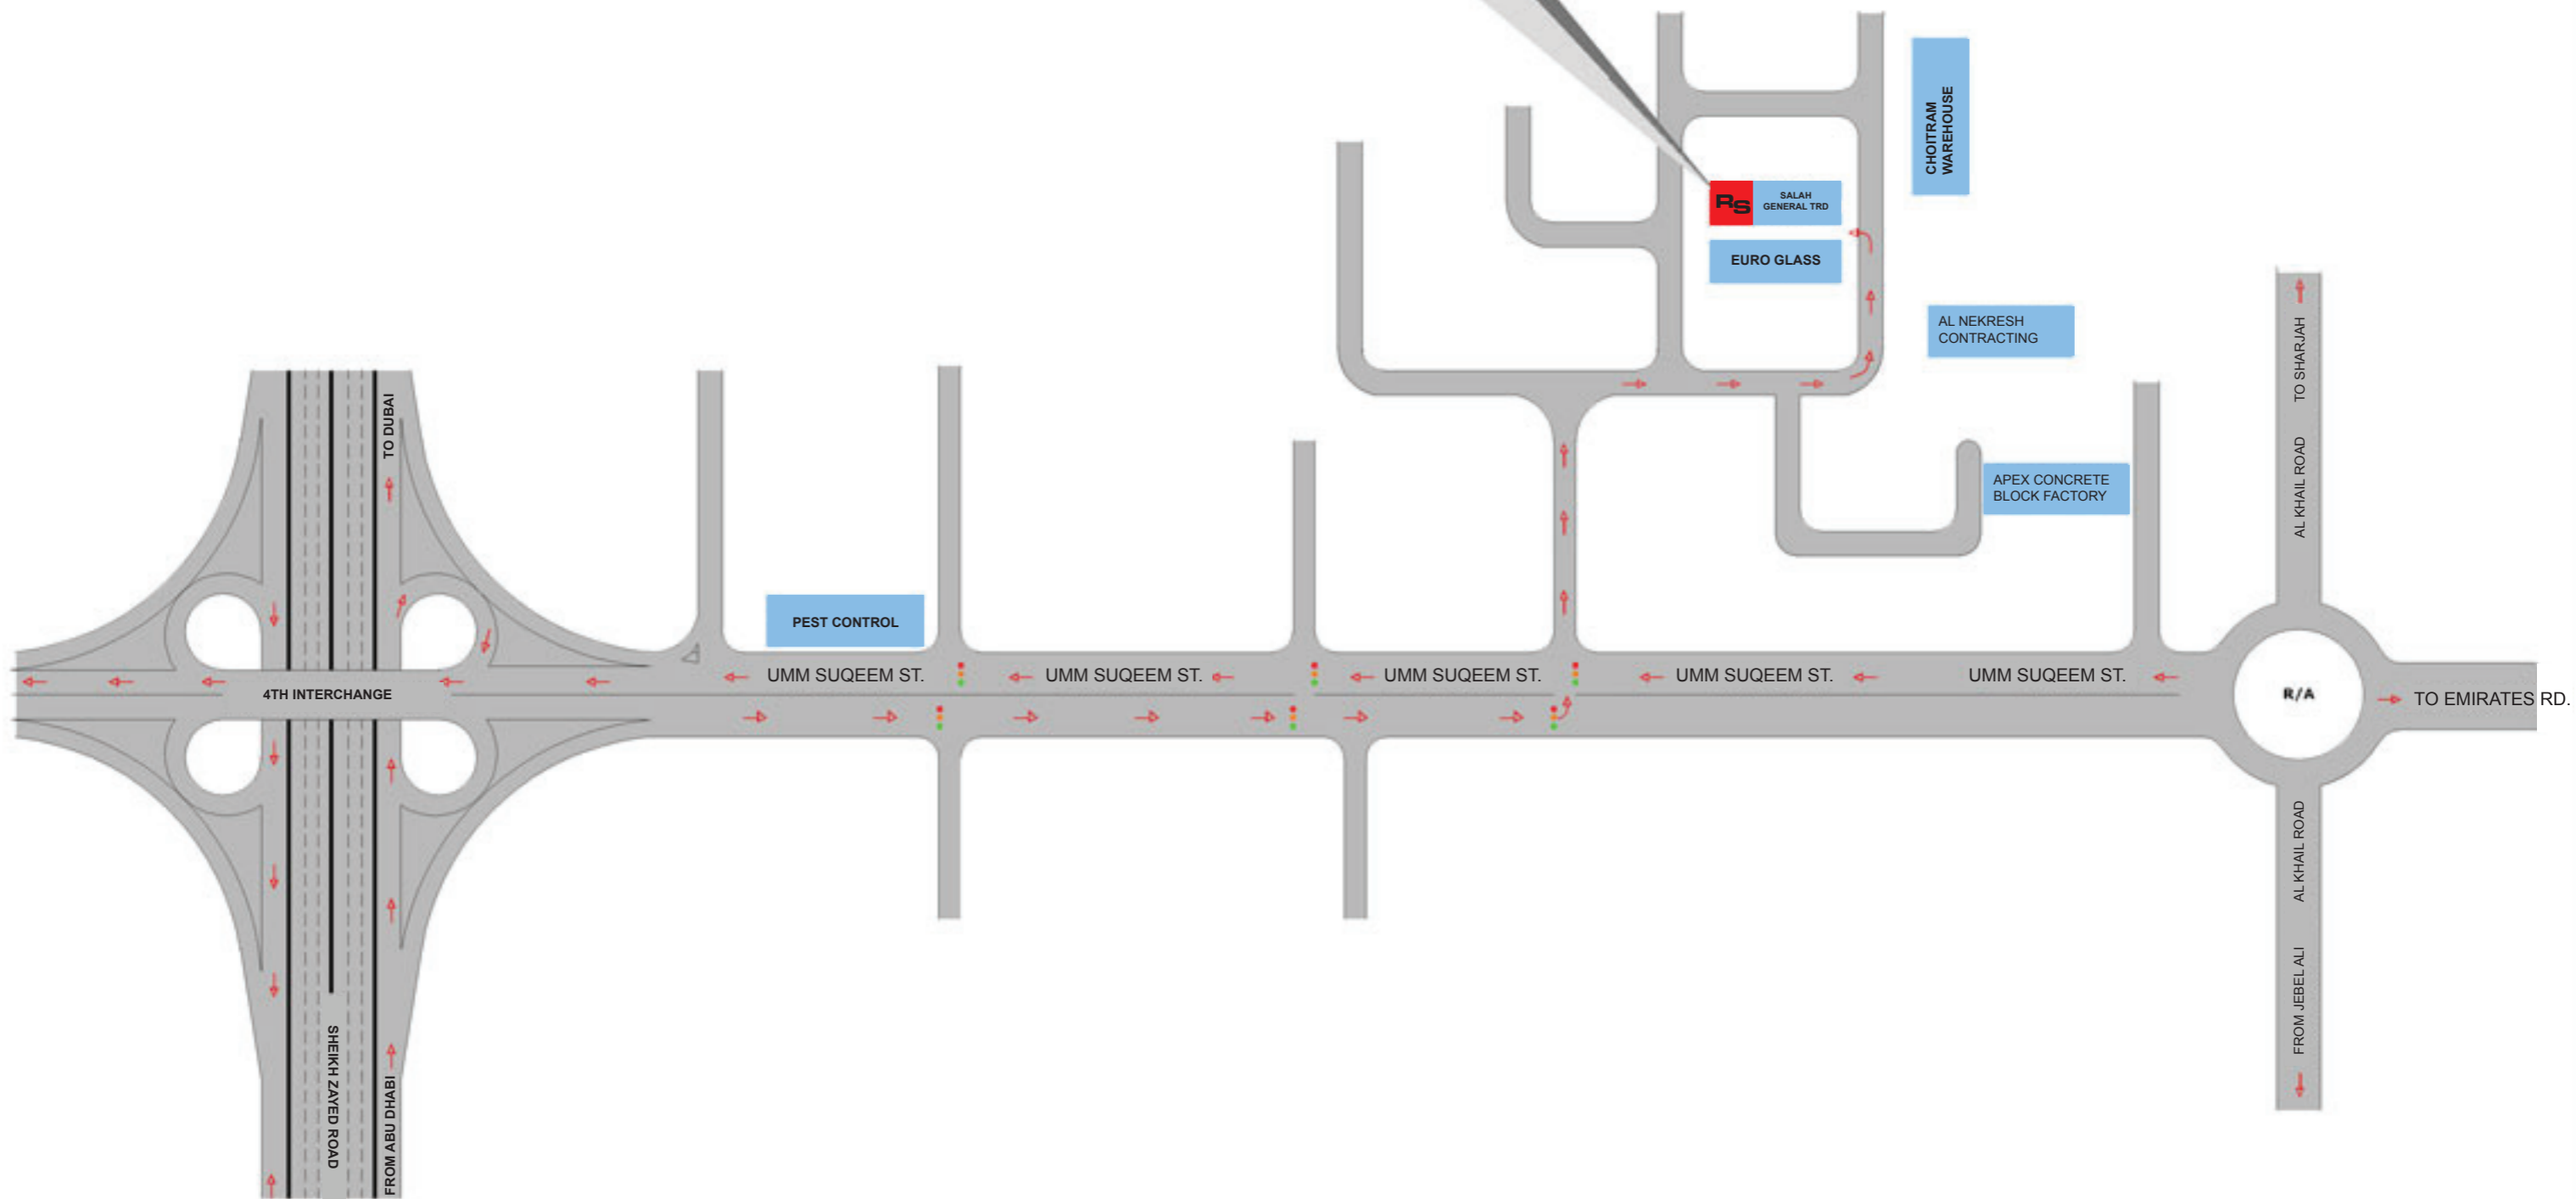 CHOITRAM
WAREHOUSE
RS
SALAH
GENERAL TRD
EURO GLASS
AL NEKRESH
CONTRACTING
TO SHARJAH
AL KHAIL ROAD
TO DUBAI
APEX CONCRETE
BLOCK FACTORY
PEST CONTROL
UMM SUQEEM ST.
UMM SUQEEM ST.
UMM SUQEEM ST.
UMM SUQEEM ST.
UMM SUQEEM ST.
4TH INTERCHANGE
R/A
TO EMIRATES RD.
AL KHAIL ROAD
FROM JEBEL ALI
SHEIKH ZAYED ROAD
FROM ABU DHABI